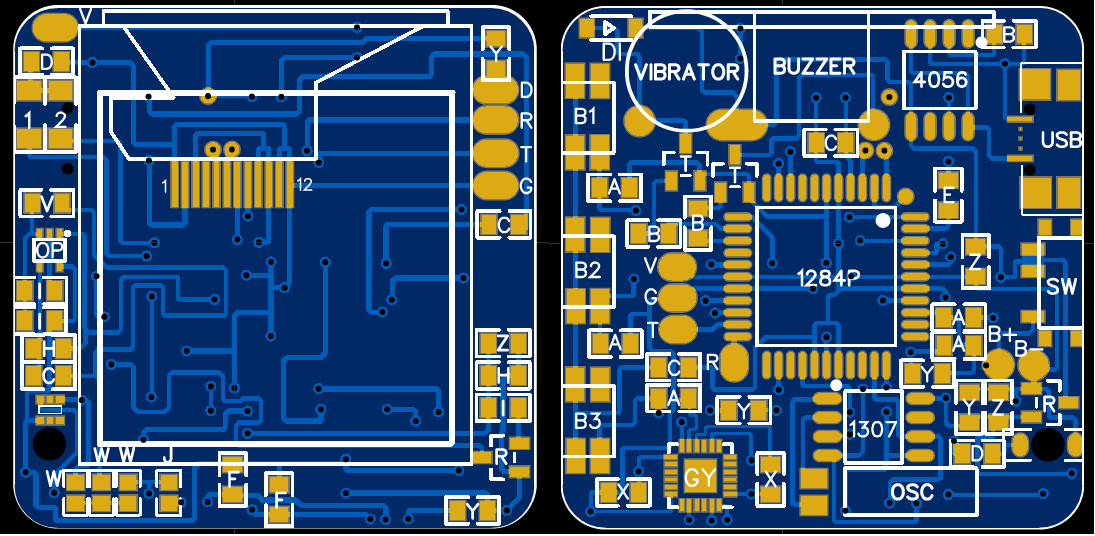 V
D
1 2
V
OP
H
C
W W W J
F F
1 12
Y
D
R
T
G
C
Z
H
R
Y
DI
VIBRATOR
BUZZER
4056
B
USB
B1
C
T T
A
E
B B
B2
V
G
T
R
1284P
Z
SW
A
A
A
B+ B-
C
A
Y
Y
Y Z
R
B3
1307
D
X
GY
X
OSC